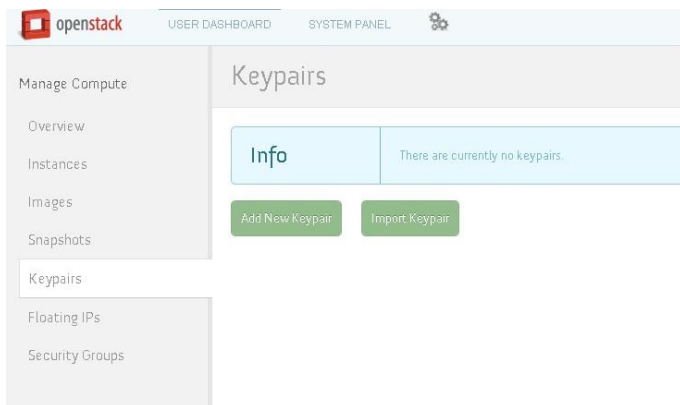 openstack
USER DASHBOARD
SYSTEM PANEL
Manage Compute
Overview
Instances
Images
Snapshots
Keypairs
Floating IPs
Security Groups
Keypairs
Info
There are currently no keypairs.
Add New Keypair
Import Keypair